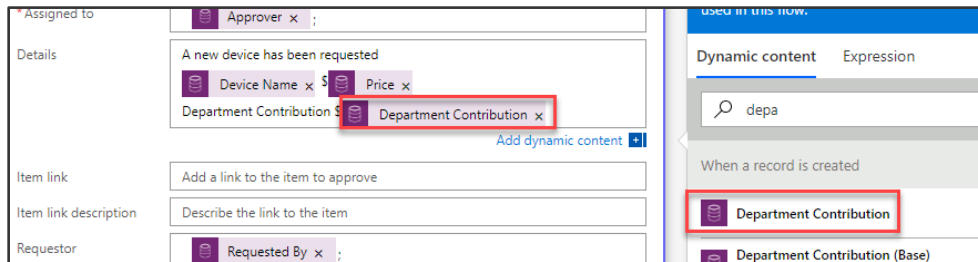 *Assigned to
Approver x ;
Details
A new device has been requested
Device Name x $ Price x
Department Contribution $ Department Contribution x
Add dynamic content +
Item link
Add a link to the item to approve
Item link description
Describe the link to the item
Requestor
Requested By x ;
used in this flow.
Dynamic content Expression
depa
When a record is created
Department Contribution
Department Contribution (Base)